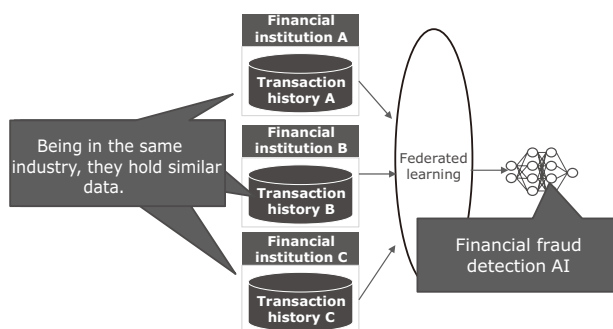 Financial
institution A
Transaction
history A
Being in the same
industry, they hold similar
data.
Financial
institution B
Transaction
history B
Financial
institution C
Transaction
history C
Federated
learning
Financial fraud
detection AI